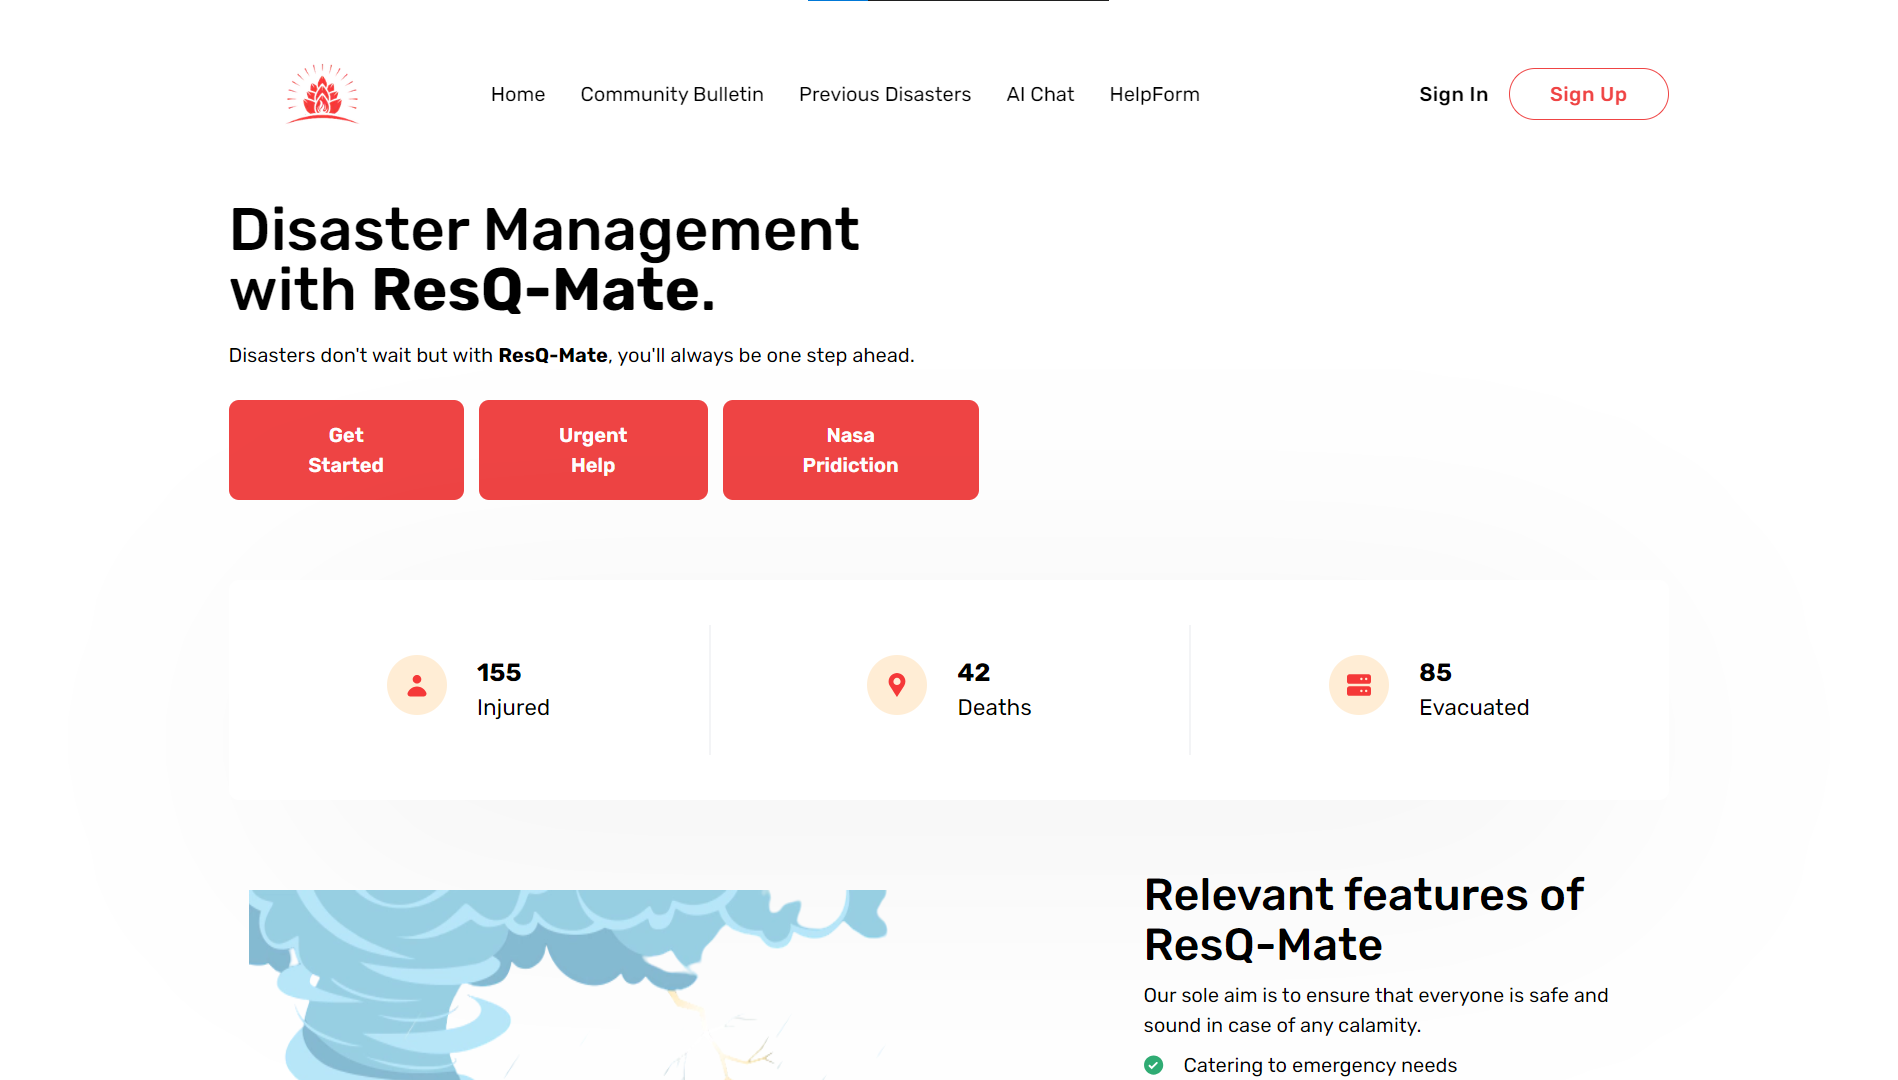 Home Community Bulletin Previous Disasters AI Chat HelpForm Sign In Sign Up
Disaster Management
with ResQ-Mate.
Disasters don't wait but with ResQ-Mate, you'll always be one step ahead.
Get
Started
Urgent
Help
Nasa
Pridiction
155
Injured
42
Deaths
85
Evacuated
Relevant features of
ResQ-Mate
Our sole aim is to ensure that everyone is safe and
sound in case of any calamity.
Catering to emergency needs